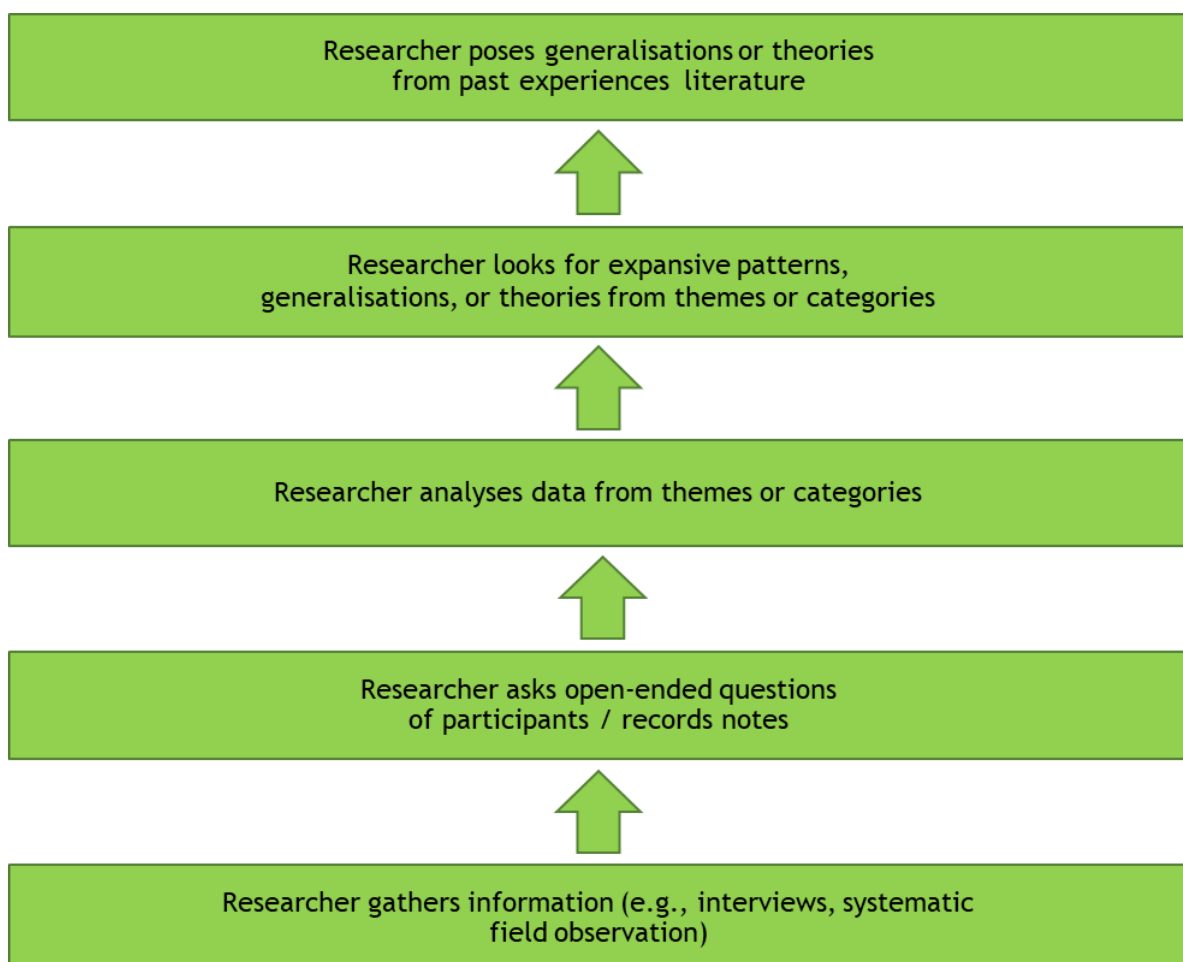 Researcher poses generalisations or theories
from past experiences literature
Researcher looks for expansive patterns,
generalisations, or theories from themes or categories
Researcher analyses data from themes or categories
Researcher asks open-ended questions
of participants / records notes
Researcher gathers information (e.g., interviews, systematic
field observation)